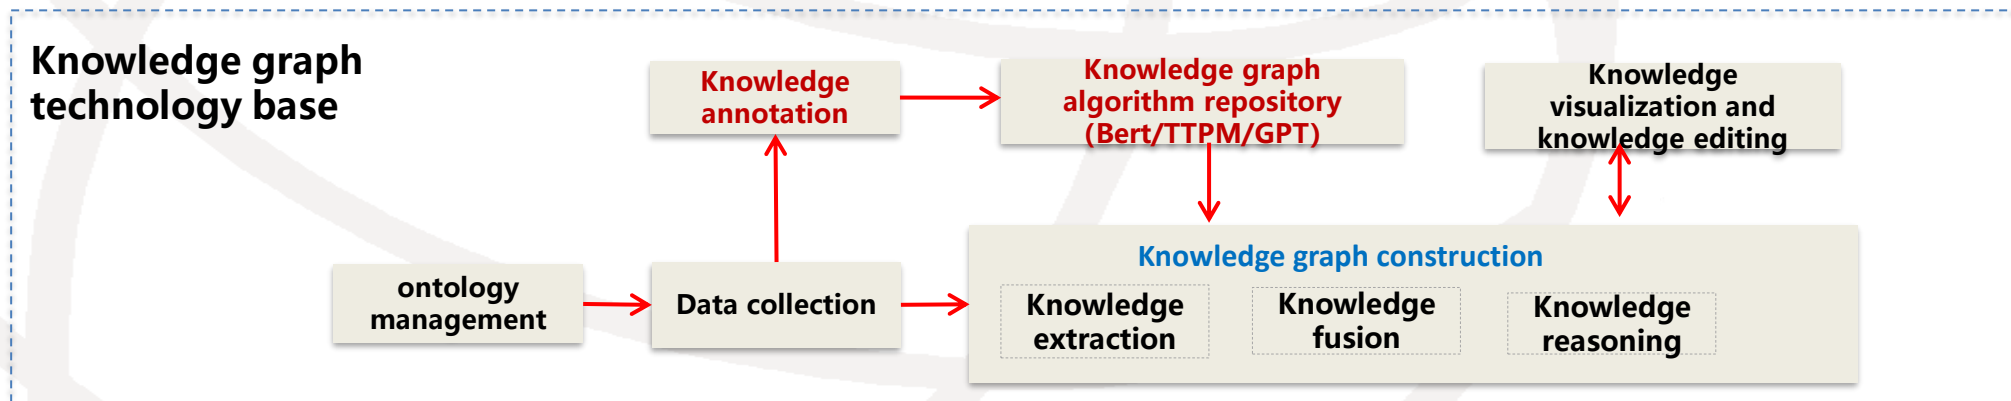 Knowledge graph
technology base
Knowledge
annotation
Knowledge graph
algorithm repository
(Bert/TTPM/GPT)
Knowledge
visualization and
knowledge editing
ontology
management
Data collection
Knowledge graph construction
Knowledge
extraction
Knowledge
fusion
Knowledge
reasoning